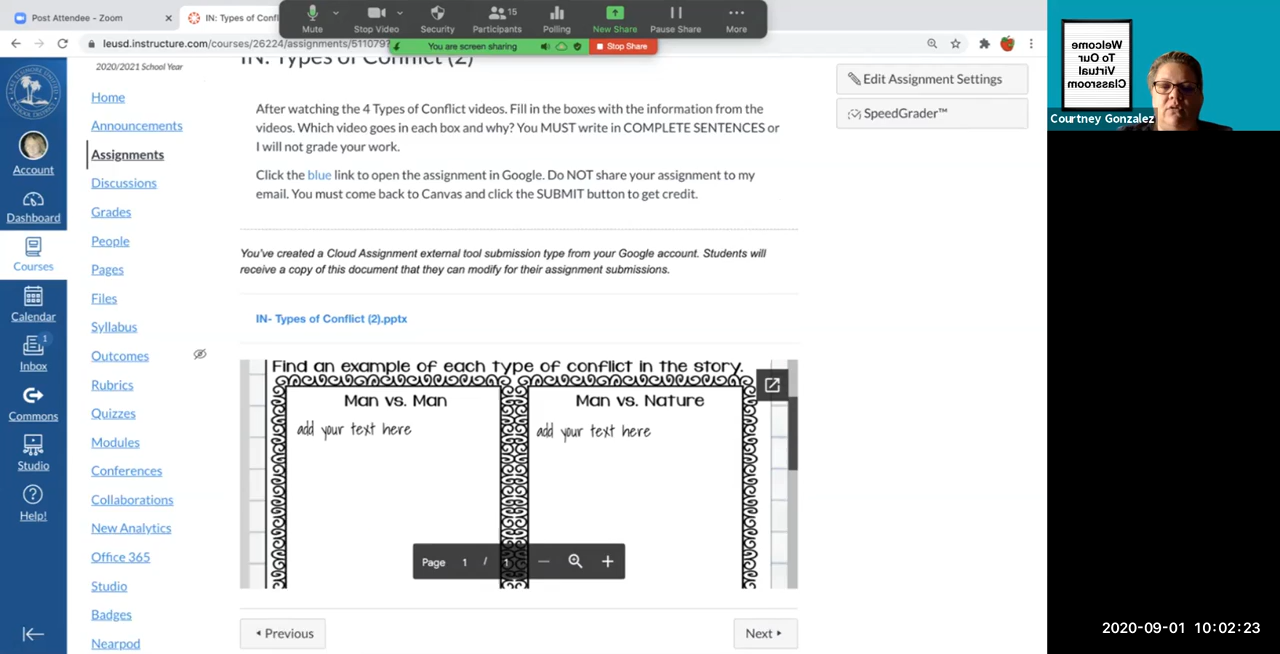 Post Attendee - Zoom
IN: Types of Confl
Mute
Stop Video
Security
15
Participants
Polling
New Share
Pause Share
More
leusd.instructure.com/courses/26224/assignments/511079?
You are screen sharing
Stop Share
Welcome
To Our
Virtual
Classroom
Courtney Gonzalez
Account
Dashboard
Courses
Calendar
1
Inbox
Commons
Studio
Help!
2020/2021 School Year
Home
Announcements
Assignments
Discussions
Grades
People
Pages
Files
Syllabus
Outcomes
Rubrics
Quizzes
Modules
Conferences
Collaborations
New Analytics
Office 365
Studio
Badges
Nearpod
IN: Types of Conflict (2)
After watching the 4 Types of Conflict videos. Fill in the boxes with the information from the
videos. Which video goes in each box and why? You MUST write in COMPLETE SENTENCES or
I will not grade your work.
Click the blue link to open the assignment in Google. Do NOT share your assignment to my
email. You must come back to Canvas and click the SUBMIT button to get credit.
You've created a Cloud Assignment external tool submission type from your Google account. Students will
receive a copy of this document that they can modify for their assignment submissions.
IN- Types of Conflict (2).pptx
Find an example of each type of conflict in the story.
Man vs. Man
add your text here
Man vs. Nature
add your text here
Page 1 / 1
Previous
Next
Edit Assignment Settings
SpeedGrader™
2020-09-01 10:02:23